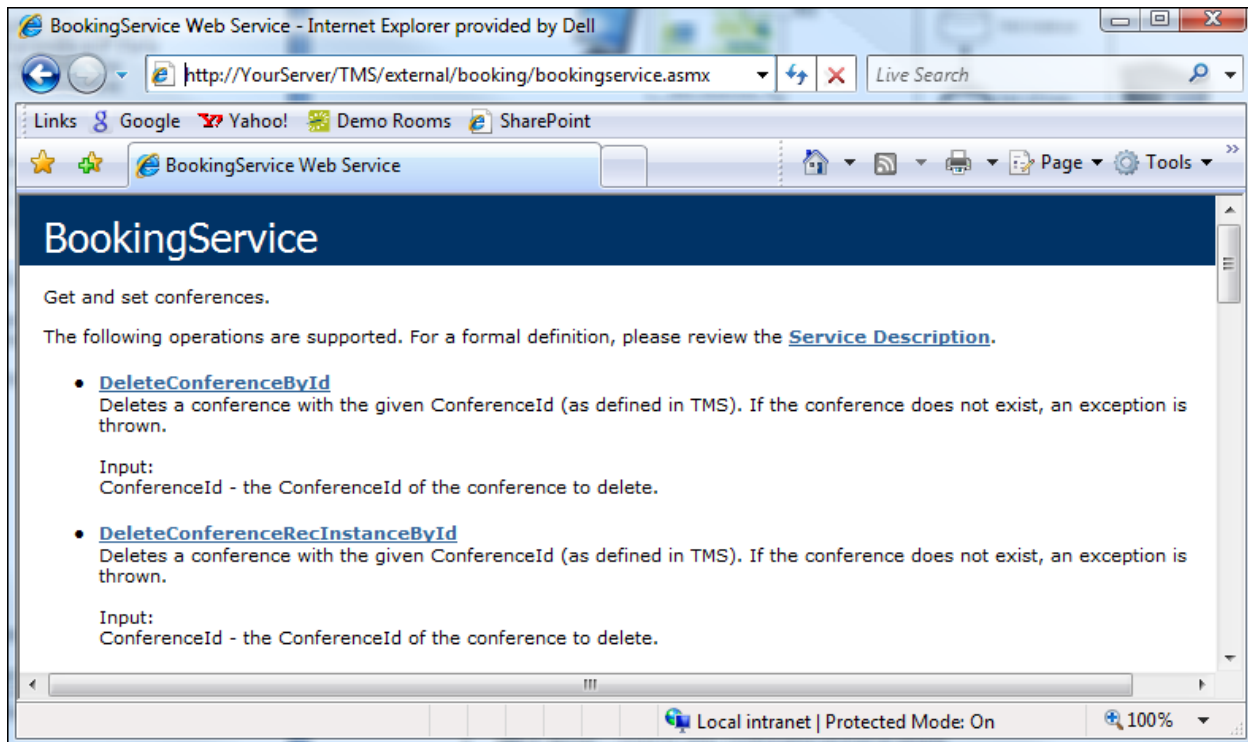 BookingService Web Service - Internet Explorer provided by Dell
http://YourServer/TMS/external/booking/bookingservice.asmx
Live Search
Links Google Yahoo! Demo Rooms SharePoint
BookingService Web Service
Page Tools
BookingService
Get and set conferences.
The following operations are supported. For a formal definition, please review the Service Description.
• DeleteConferenceById
Deletes a conference with the given ConferenceId (as defined in TMS). If the conference does not exist, an exception is
thrown.
Input:
ConferenceId - the ConferenceId of the conference to delete.
• DeleteConferenceRecInstanceById
Deletes a conference with the given ConferenceId (as defined in TMS). If the conference does not exist, an exception is
thrown.
Input:
ConferenceId - the ConferenceId of the conference to delete.
Local intranet | Protected Mode: On
100%